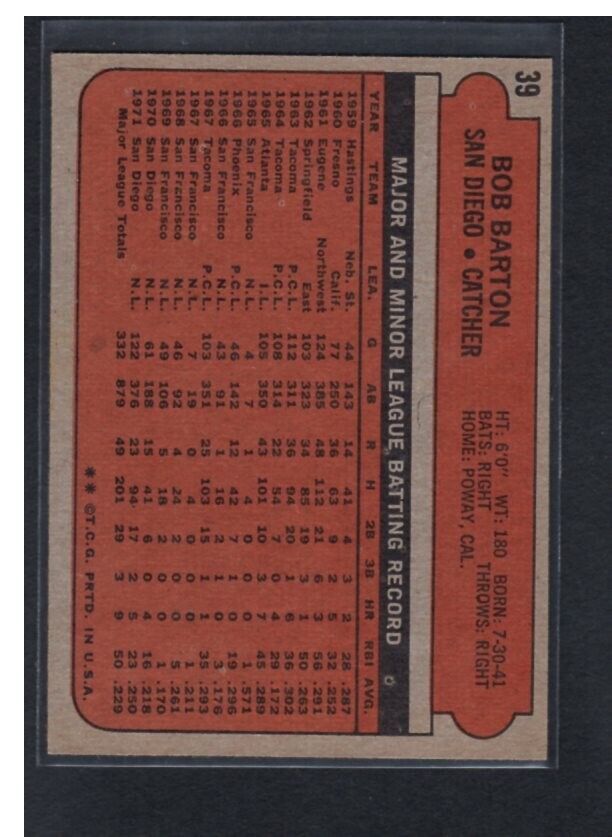 39
BOB BARTON
SAN DIEGO • CATCHER
HT: 6'0" WT: 180 BORN: 7-30-41
BATS: RIGHT THROWS: RIGHT
HOME: POWAY, CAL.
MAJOR AND MINOR LEAGUE BATTING RECORD
YEAR TEAM LEA. G AB R H 2B 3B HR RBI AVG.
1959 Hastings Neb. St. 44 143 14 41 4 3 2 28 .287
1960 Fresno Calif. 77 250 36 63 9 2 5 32 .252
1961 Eugene Northwest 124 385 48 112 21 6 3 56 .291
1962 Springfield East 103 323 34 85 19 3 1 50 .263
1963 Tacoma P.C.L. 112 311 36 94 20 1 6 36 .302
1964 Tacoma P.C.L. 108 314 22 54 7 0 4 29 .172
1965 Atlanta I.L. 105 350 43 101 10 3 7 45 .289
1965 San Francisco N.L. 4 7 1 4 0 0 0 1 .571
1966 Phoenix P.C.L. 46 142 12 42 7 1 0 19 .296
1966 San Francisco N.L. 43 91 1 16 2 1 0 3 .176
1967 Tacoma P.C.L. 103 351 25 103 15 1 1 35 .293
1967 San Francisco N.L. 7 19 0 4 0 0 0 1 .211
1968 San Francisco N.L. 46 92 4 24 2 0 0 5 .261
1969 San Francisco N.L. 49 106 5 18 2 0 0 1 .170
1970 San Diego N.L. 61 188 15 41 6 0 4 16 .218
1971 San Diego N.L. 122 376 23 94 17 2 5 23 .250
Major League Totals 332 879 49 201 29 3 9 50 .229
** ©T.C.G. PRTD. IN U.S.A.